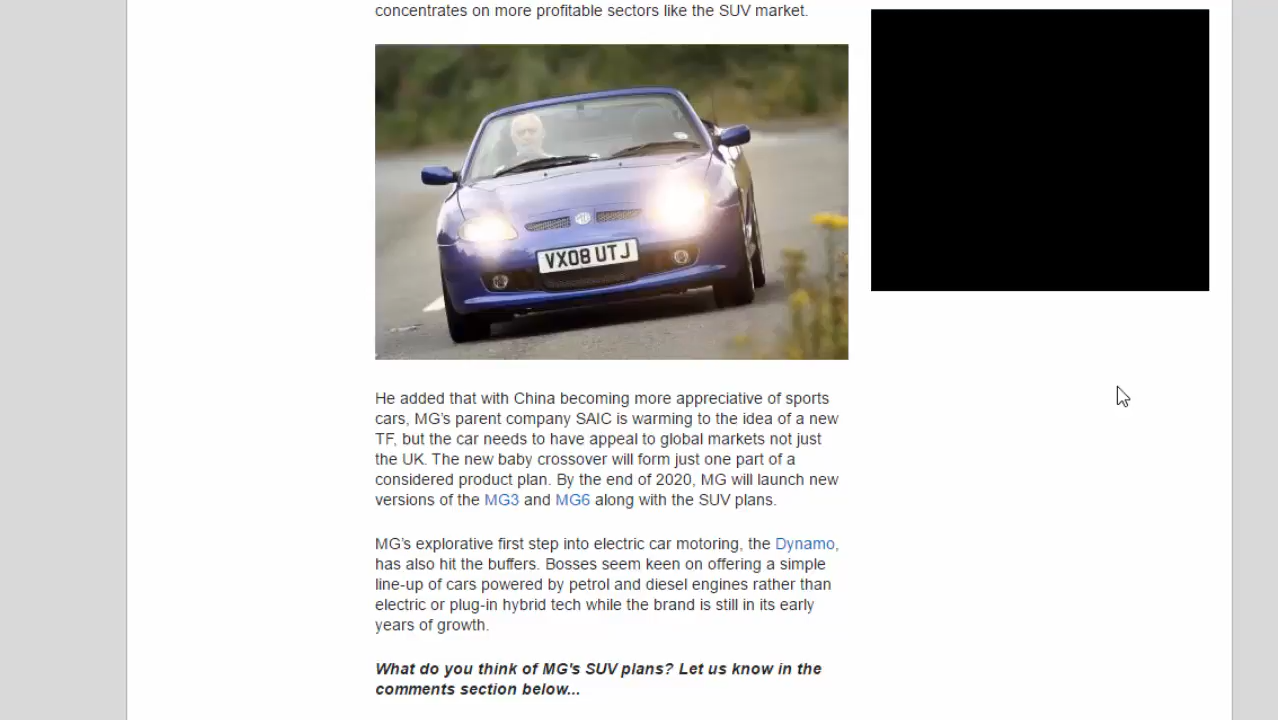 concentrates on more profitable sectors like the SUV market.
MG
VX08 UTJ
He added that with China becoming more appreciative of sports
cars, MG's parent company SAIC is warming to the idea of a new
TF, but the car needs to have appeal to global markets not just
the UK. The new baby crossover will form just one part of a
considered product plan. By the end of 2020, MG will launch new
versions of the MG3 and MG6 along with the SUV plans.
MG's explorative first step into electric car motoring, the Dynamo,
has also hit the buffers. Bosses seem keen on offering a simple
line-up of cars powered by petrol and diesel engines rather than
electric or plug-in hybrid tech while the brand is still in its early
years of growth.
What do you think of MG's SUV plans? Let us know in the
comments section below...